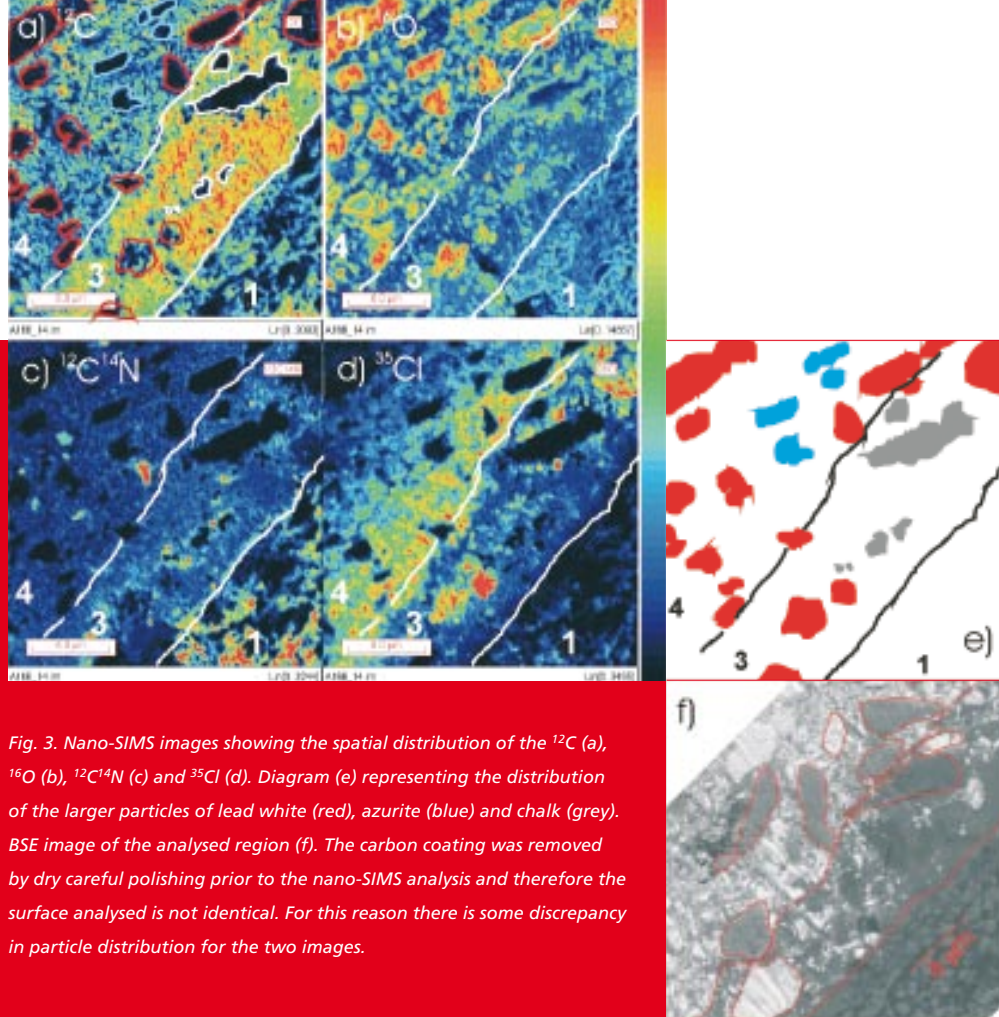 a) ¹²C
b) ¹⁶O
4
3
1
4
3
1
c) ¹²C¹⁴N
d) ³⁵Cl
4
3
1
4
3
1
4
3
1
e)
f)
Fig. 3. Nano-SIMS images showing the spatial distribution of the ¹²C (a),
¹⁶O (b), ¹²C¹⁴N (c) and ³⁵Cl (d). Diagram (e) representing the distribution
of the larger particles of lead white (red), azurite (blue) and chalk (grey).
BSE image of the analysed region (f). The carbon coating was removed
by dry careful polishing prior to the nano-SIMS analysis and therefore the
surface analysed is not identical. For this reason there is some discrepancy
in particle distribution for the two images.